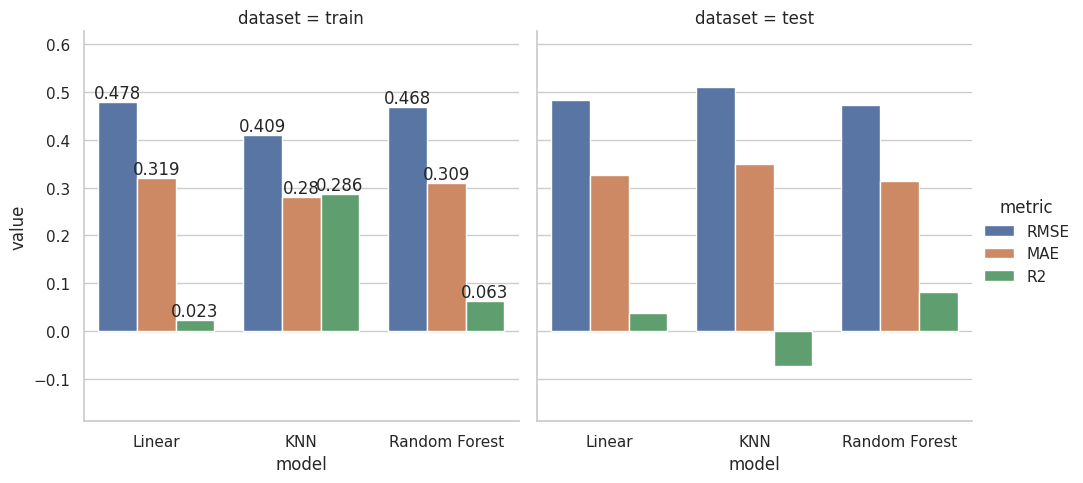 dataset = train
dataset = test
value
0.6
0.5
0.4
0.3
0.2
0.1
0.0
−0.1
0.478
0.319
0.023
0.409
0.28
0.286
0.468
0.309
0.063
Linear
KNN
Random Forest
model
Linear
KNN
Random Forest
model
metric
RMSE
MAE
R2